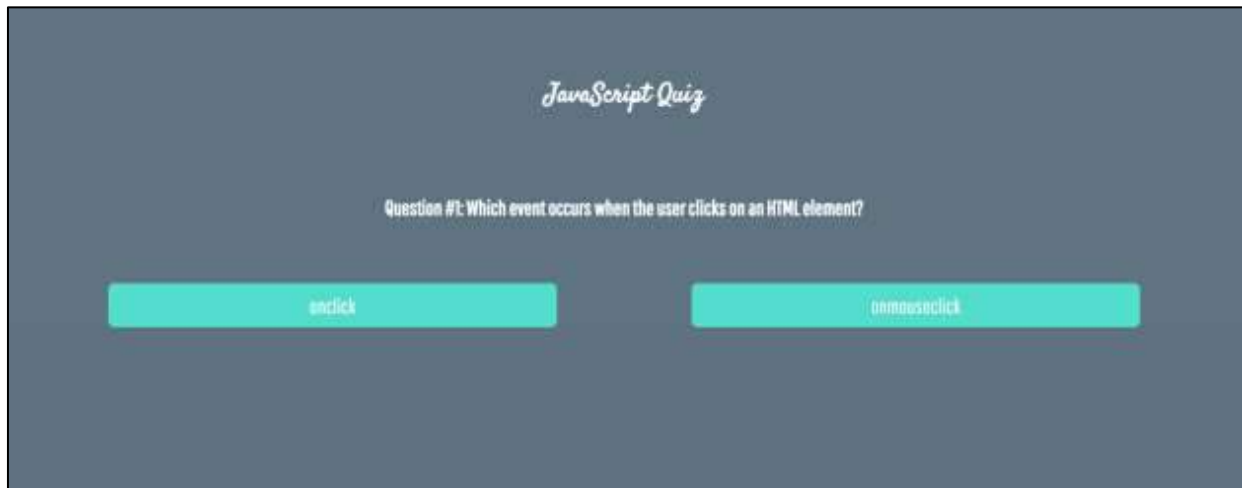 JavaScript Quiz
Question #1: Which event occurs when the user clicks on an HTML element?
onclick
onmouseclick